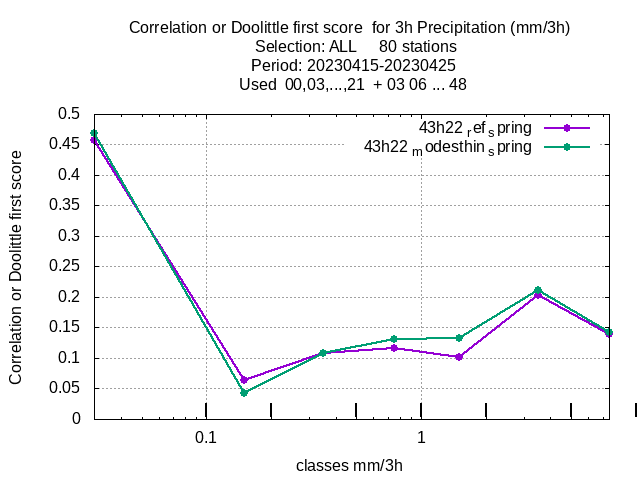 Correlation or Doolittle first score  for 3h Precipitation (mm/3h)
Selection: ALL     80 stations
Period: 20230415-20230425
Used  00,03,...,21  + 03 06 ... 48
43h22 ref spring
43h22 modesthin spring
Correlation or Doolittle first score
0.5
0.45
0.4
0.35
0.3
0.25
0.2
0.15
0.1
0.05
0
0.1
1
classes mm/3h